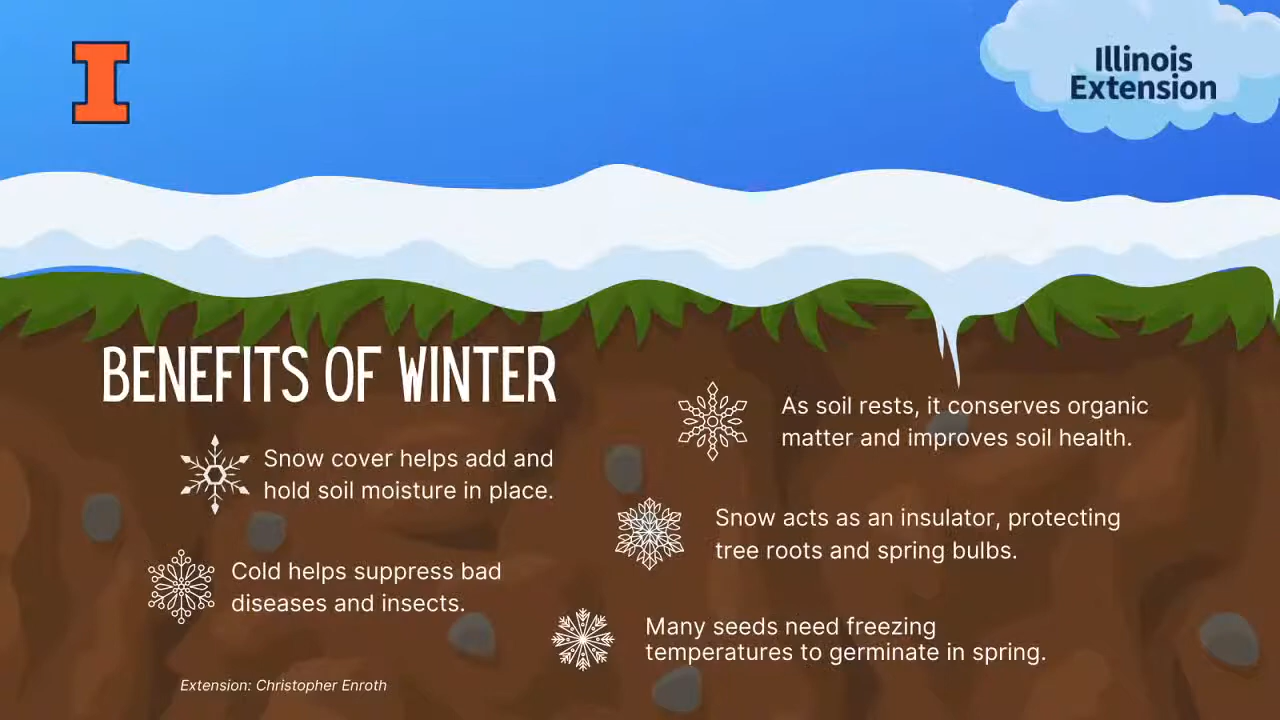 I
Illinois
Extension
BENEFITS OF WINTER
Snow cover helps add and
hold soil moisture in place.
Cold helps suppress bad
diseases and insects.
As soil rests, it conserves organic
matter and improves soil health.
Snow acts as an insulator, protecting
tree roots and spring bulbs.
Many seeds need freezing
temperatures to germinate in spring.
Extension: Christopher Enroth